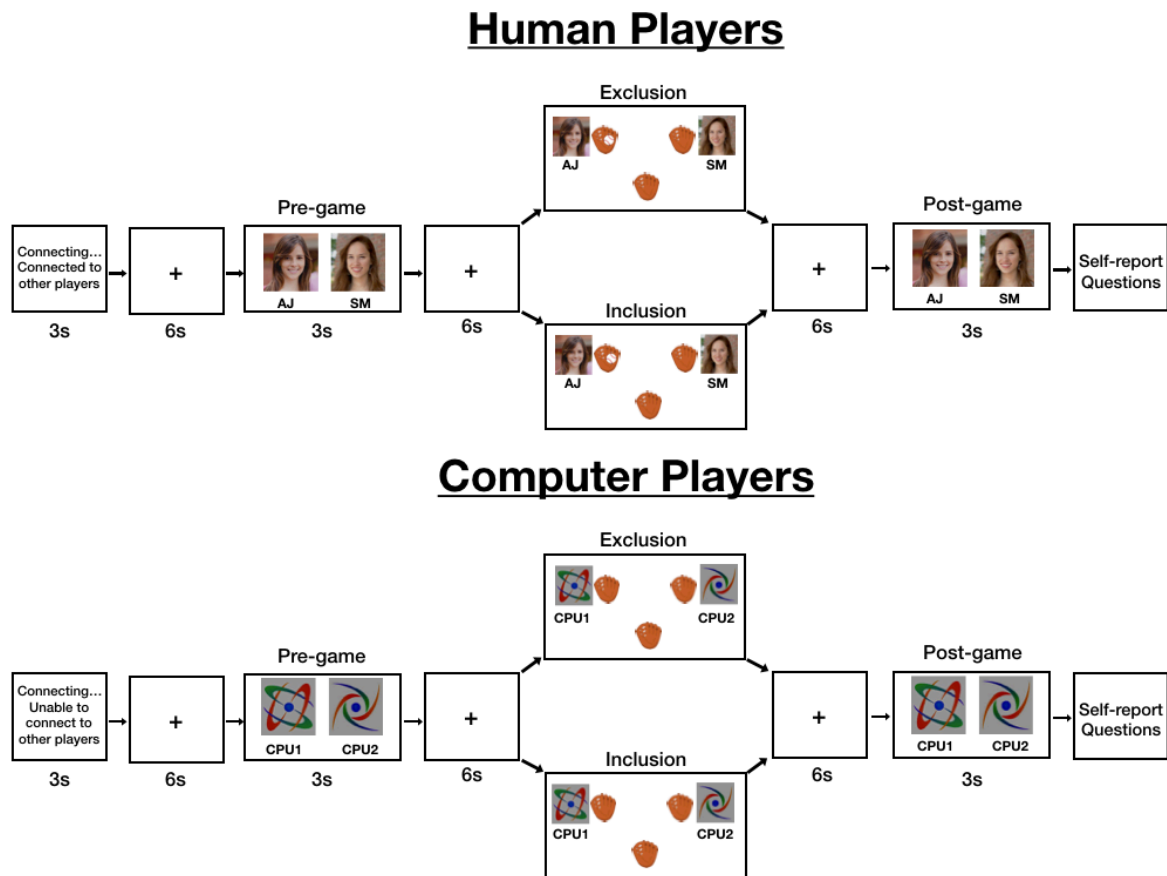 Human Players
Exclusion
AJ
SM
Pre-game
Post-game
Connecting...
Connected to
other players
+
AJ
SM
+
+
AJ
SM
Self-report
Questions
3s
6s
3s
6s
6s
3s
Inclusion
AJ
SM
Computer Players
Exclusion
CPU1
CPU2
Pre-game
Post-game
Connecting...
Unable to
connect to
other players
+
CPU1
CPU2
+
+
CPU1
CPU2
Self-report
Questions
3s
6s
3s
6s
6s
3s
Inclusion
CPU1
CPU2